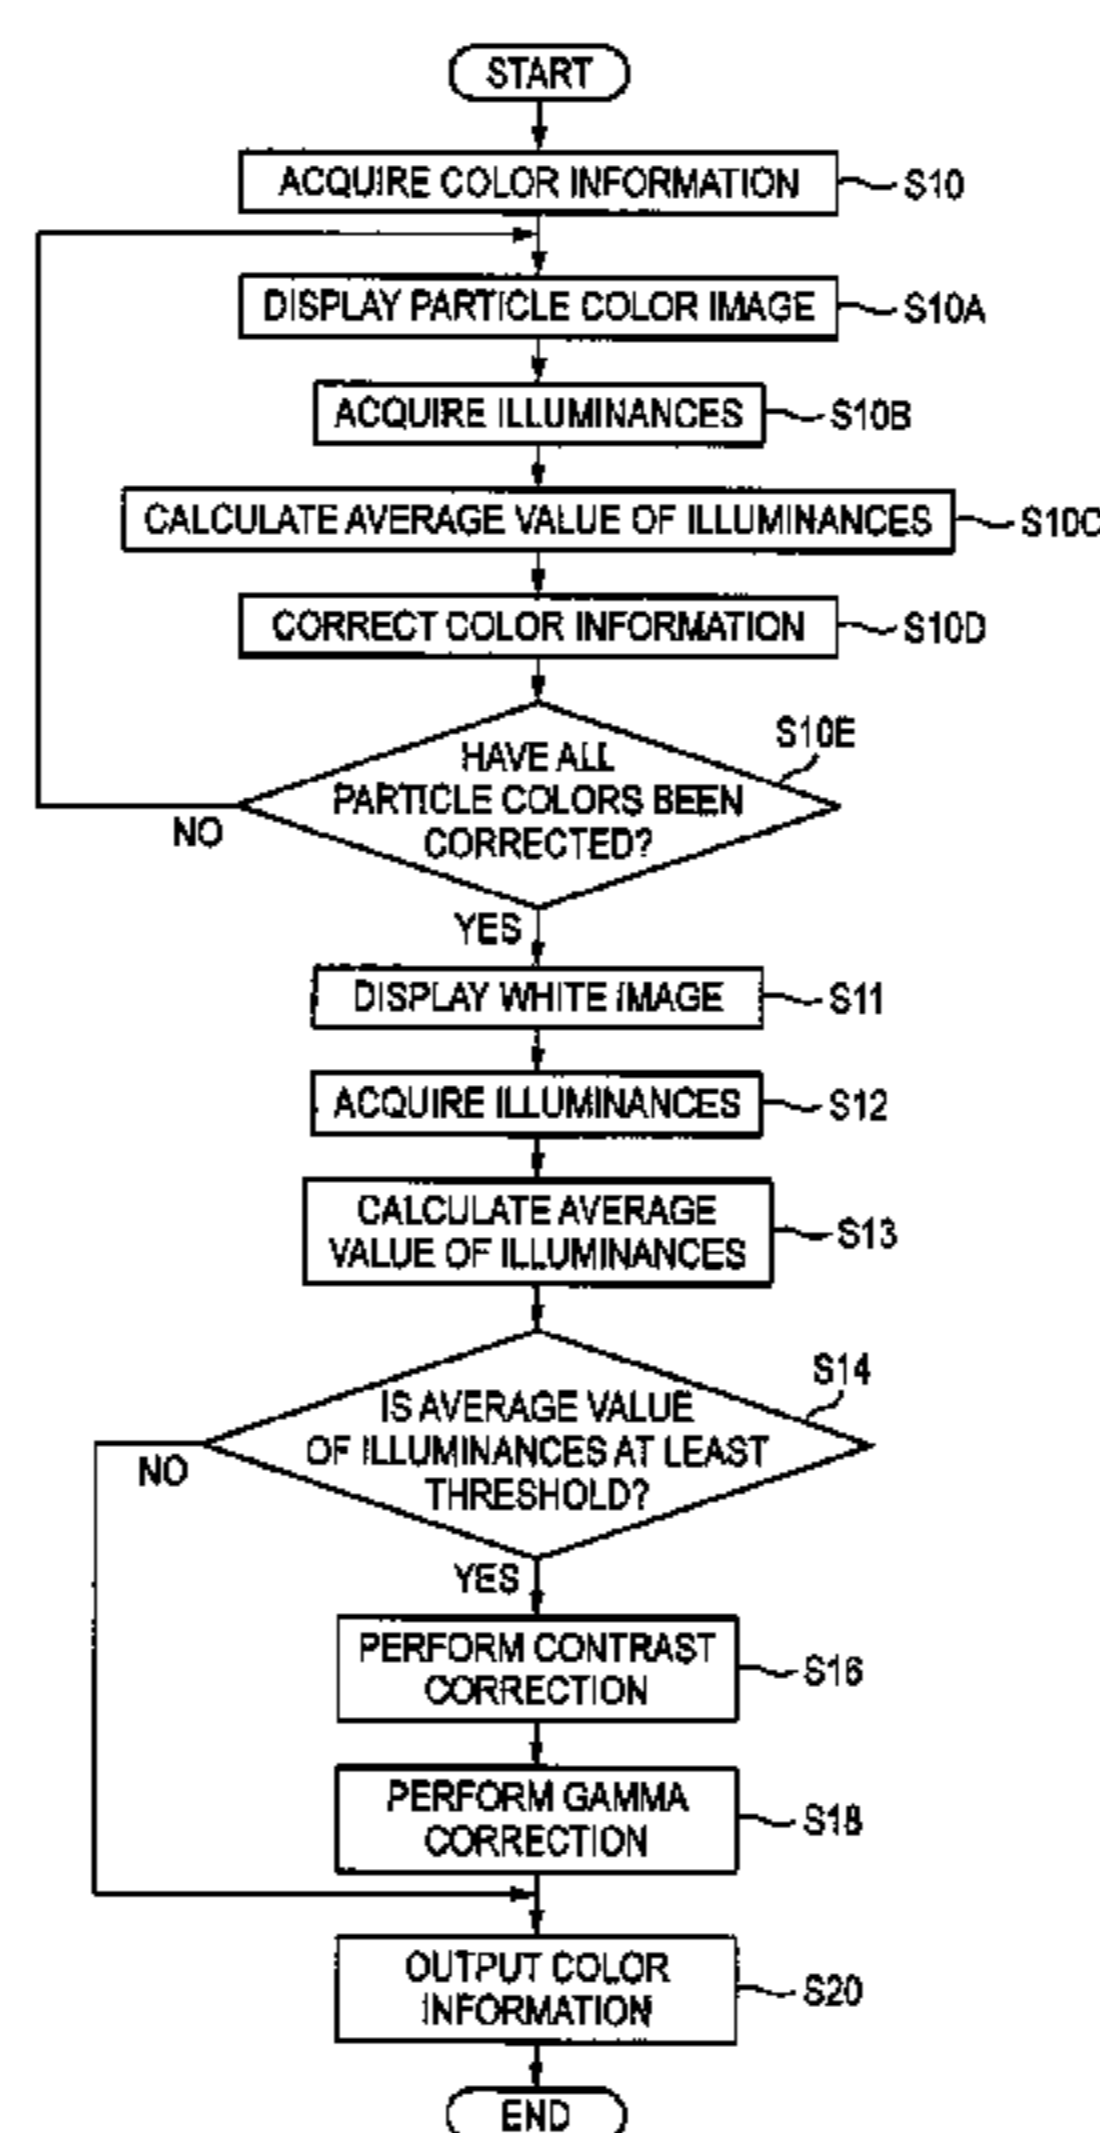 START
ACQUIRE COLOR INFORMATION
S10
DISPLAY PARTICLE COLOR IMAGE
S10A
ACQUIRE ILLUMINANCES
S10B
CALCULATE AVERAGE VALUE OF ILLUMINANCES
S10C
CORRECT COLOR INFORMATION
S10D
S10E
HAVE ALL
PARTICLE COLORS BEEN
CORRECTED?
NO
YES
DISPLAY WHITE IMAGE
S11
ACQUIRE ILLUMINANCES
S12
CALCULATE AVERAGE
VALUE OF ILLUMINANCES
S13
S14
IS AVERAGE VALUE
OF ILLUMINANCES AT LEAST
THRESHOLD?
NO
YES
PERFORM CONTRAST
CORRECTION
S16
PERFORM GAMMA
CORRECTION
S18
OUTPUT COLOR
INFORMATION
S20
END